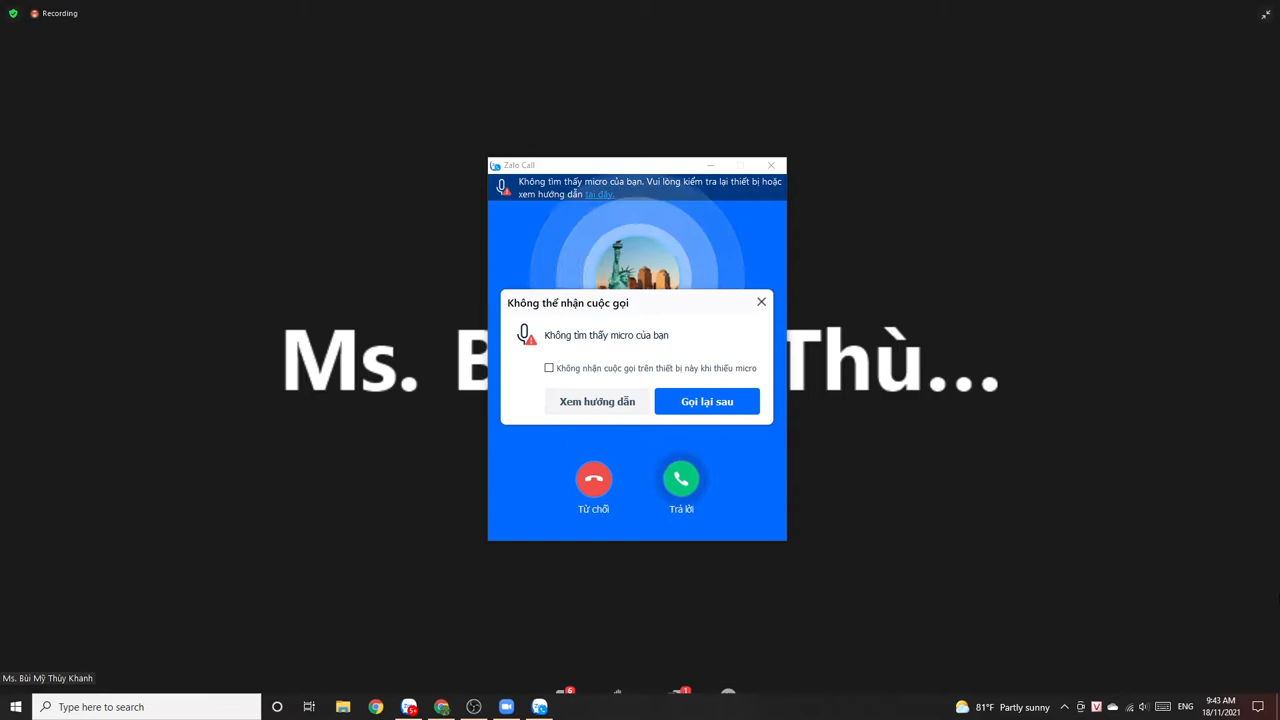 Recording
Zalo Call
Không tìm thấy micro của bạn. Vui lòng kiểm tra lại thiết bị hoặc
xem hướng dẫn tại đây.
Không thể nhận cuộc gọi
Không tìm thấy micro của bạn
Không nhận cuộc gọi trên thiết bị này khi thiếu micro
Xem hướng dẫn
Gọi lại sau
Ms. B
Thù...
Từ chối
Trả lời
Ms. Bùi Mỹ Thùy Khanh
6
1
Type here to search
5+
81°F Partly sunny
V
ENG
9:43 AM
18/11/2021